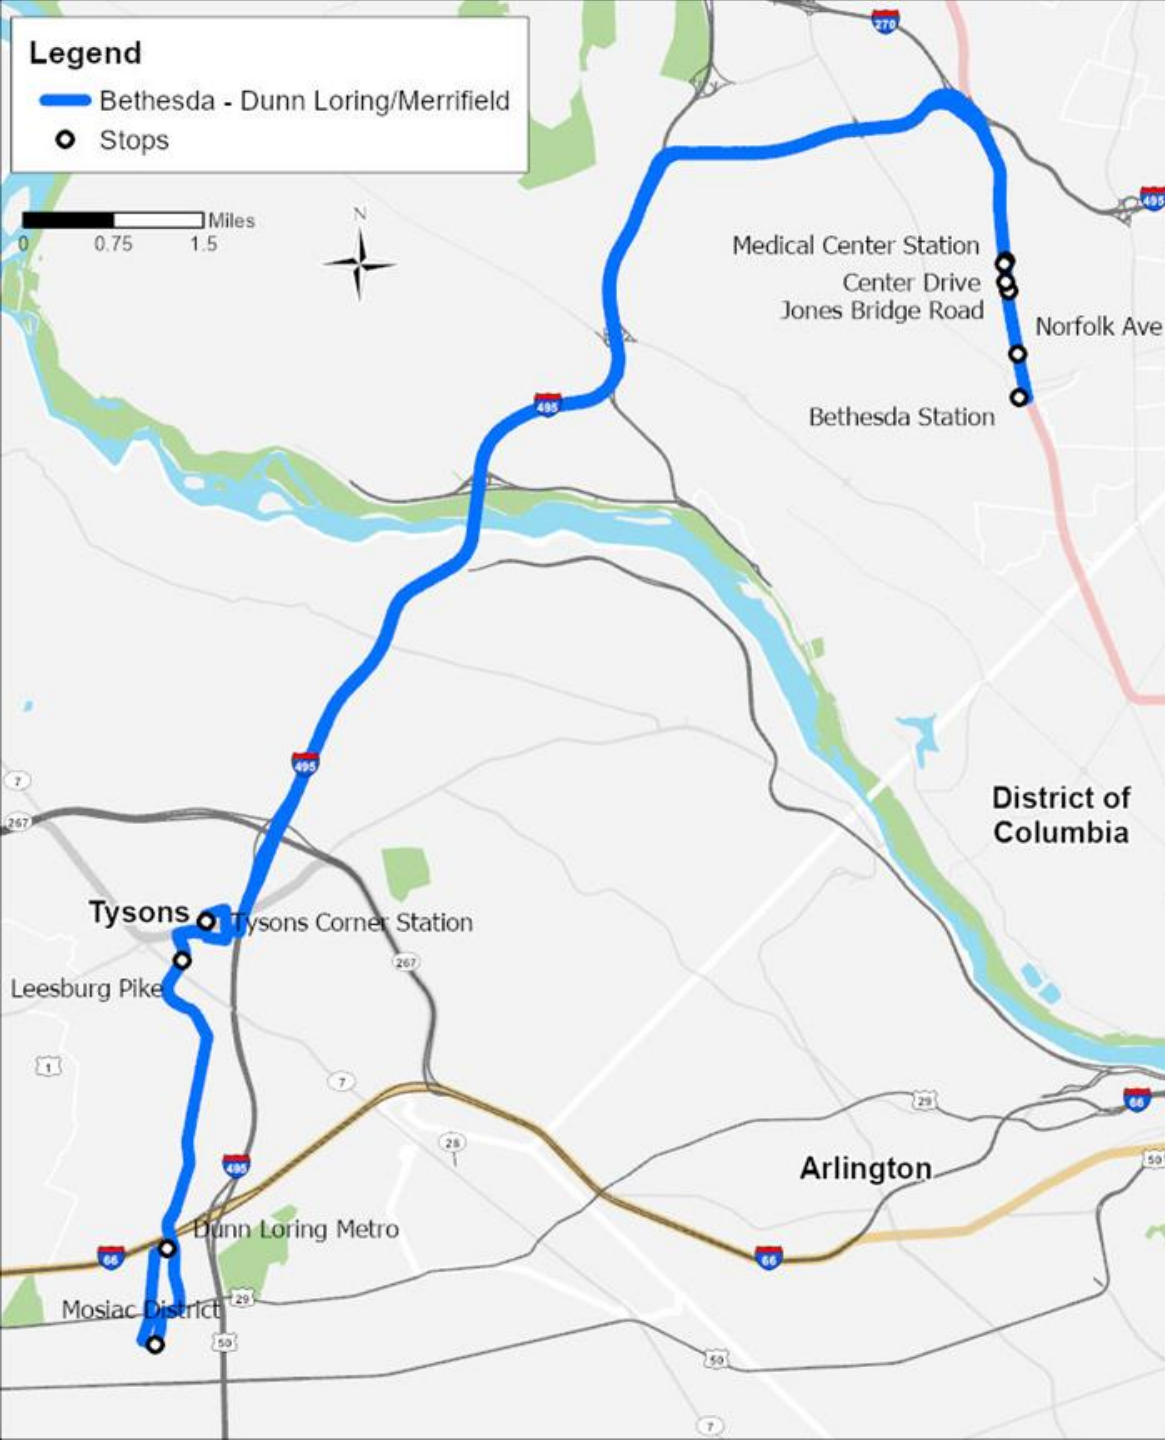 Legend
Bethesda - Dunn Loring/Merrifield
Stops
Miles
0 0.75 1.5
N
270
495
Medical Center Station
Center Drive
Jones Bridge Road
Norfolk Ave
495
Bethesda Station
495
7
267
District of
Columbia
Tysons
Tysons Corner Station
267
Leesburg Pike
1
7
29
66
28
495
Arlington
50
Dunn Loring Metro
66
66
29
Mosiac District
50
50
7